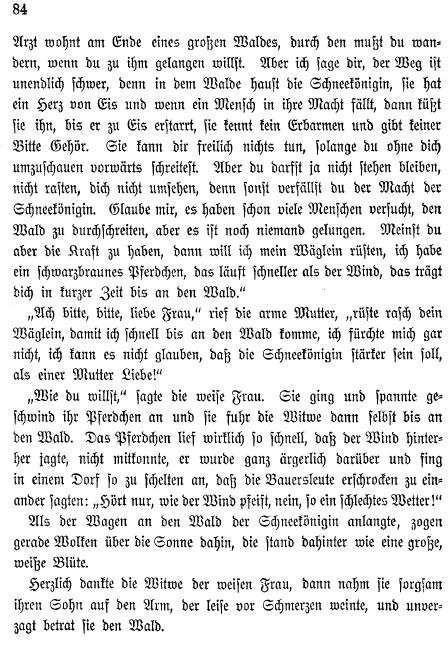 84
Arzt wohnt am Ende eines großen Waldes, durch den mußt du wan-
dern, wenn du zu ihm gelangen willst. Aber ich sage dir, der Weg ist
unendlich schwer, denn in dem Walde haust die Schneekönigin, sie hat
ein Herz von Eis und wenn ein Mensch in ihre Macht fällt, dann küßt
sie ihn, bis er zu Eis erstarrt, sie kennt kein Erbarmen und gibt keiner
Bitte Gehör. Sie kann dir freilich nichts tun, solange du ohne dich
umzuschauen vorwärts schreitest. Aber du darfst ja nicht stehen bleiben,
nicht rasten, dich nicht umsehen, denn sonst verfällst du der Macht der
Schneekönigin. Glaube mir, es haben schon viele Menschen versucht, den
Wald zu durchschreiten, aber es ist noch niemand gelungen. Meinst du
aber die Kraft zu haben, dann will ich mein Wäglein rüsten, ich habe
ein schwarzbraunes Pferdchen, das läuft schneller als der Wind, das trägt
dich in kurzer Zeit bis an den Wald.“
„Ach bitte, bitte, liebe Frau,“ rief die arme Mutter, „rüste rasch dein
Wäglein, damit ich schnell bis an den Wald komme, ich fürchte mich gar
nicht, ich kann es nicht glauben, daß die Schneekönigin stärker sein soll,
als einer Mutter Liebe!“
„Wie du willst,“ sagte die weise Frau. Sie ging und spannte ge-
schwind ihr Pferdchen an und sie fuhr die Witwe dann selbst bis an
den Wald. Das Pferdchen lief wirklich so schnell, daß der Wind hinter-
her jagte, nicht mitkonnte, er wurde ganz ärgerlich darüber und fing
in einem Dorf so zu schelten an, daß die Bauersleute erschrocken zu ein-
ander sagten: „Hört nur, wie der Wind pfeift, nein, so ein schlechtes Wetter!“
Als der Wagen an den Wald der Schneekönigin anlangte, zogen
gerade Wolken über die Sonne dahin, die stand dahinter wie eine große,
weiße Blüte.
Herzlich dankte die Witwe der weisen Frau, dann nahm sie sorgsam
ihren Sohn auf den Arm, der leise vor Schmerzen weinte, und unver-
zagt betrat sie den Wald.